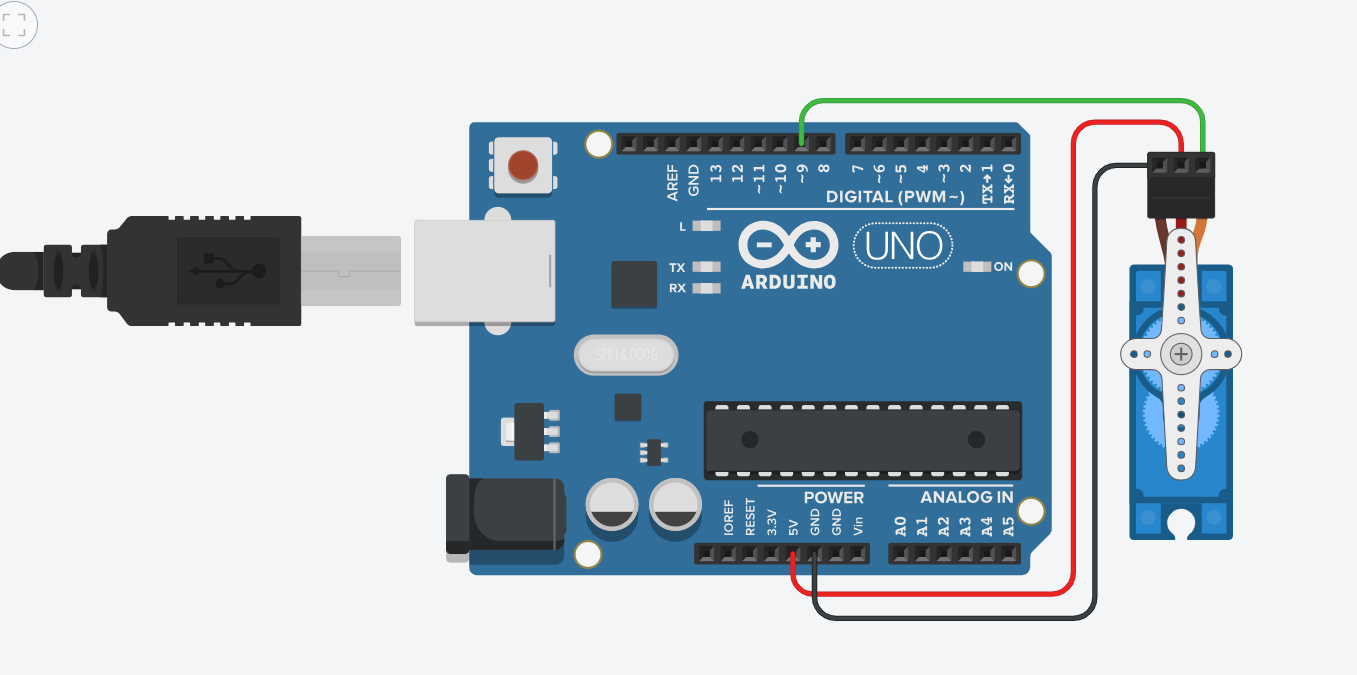 AREF GND 13 12 ~11 ~10 ~9 8 7 ~6 ~5 4 ~3 2 TX→1 RX←0
DIGITAL (PWM~)
L
TX
RX
UNO
ON
ARDUINO
SPK16.000G
POWER
ANALOG IN
IOREF RESET 3.3V 5V GND GND Vin A0 A1 A2 A3 A4 A5